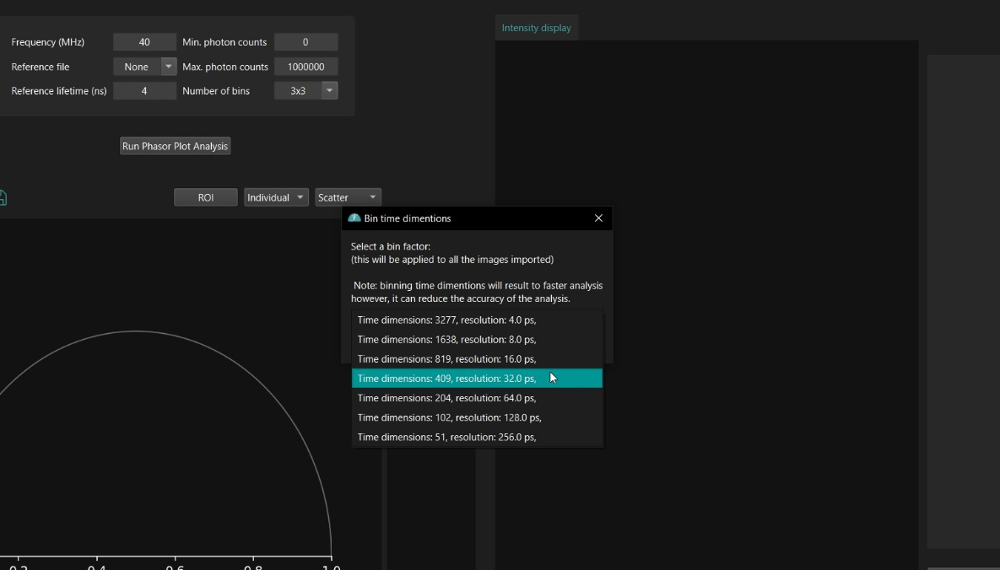 Intensity display
Frequency (MHz) 40 Min. photon counts 0
Reference file None Max. photon counts 1000000
Reference lifetime (ns) 4 Number of bins 3x3
Run Phasor Plot Analysis
ROI Individual Scatter
Bin time dimentions
Select a bin factor:
(this will be applied to all the images imported)
Note: binning time dimentions will result to faster analysis
however, it can reduce the accuracy of the analysis.
Time dimensions: 3277, resolution: 4.0 ps,
Time dimensions: 1638, resolution: 8.0 ps,
Time dimensions: 819, resolution: 16.0 ps,
Time dimensions: 409, resolution: 32.0 ps,
Time dimensions: 204, resolution: 64.0 ps,
Time dimensions: 102, resolution: 128.0 ps,
Time dimensions: 51, resolution: 256.0 ps,
0.2 0.4 0.6 0.8 1.0